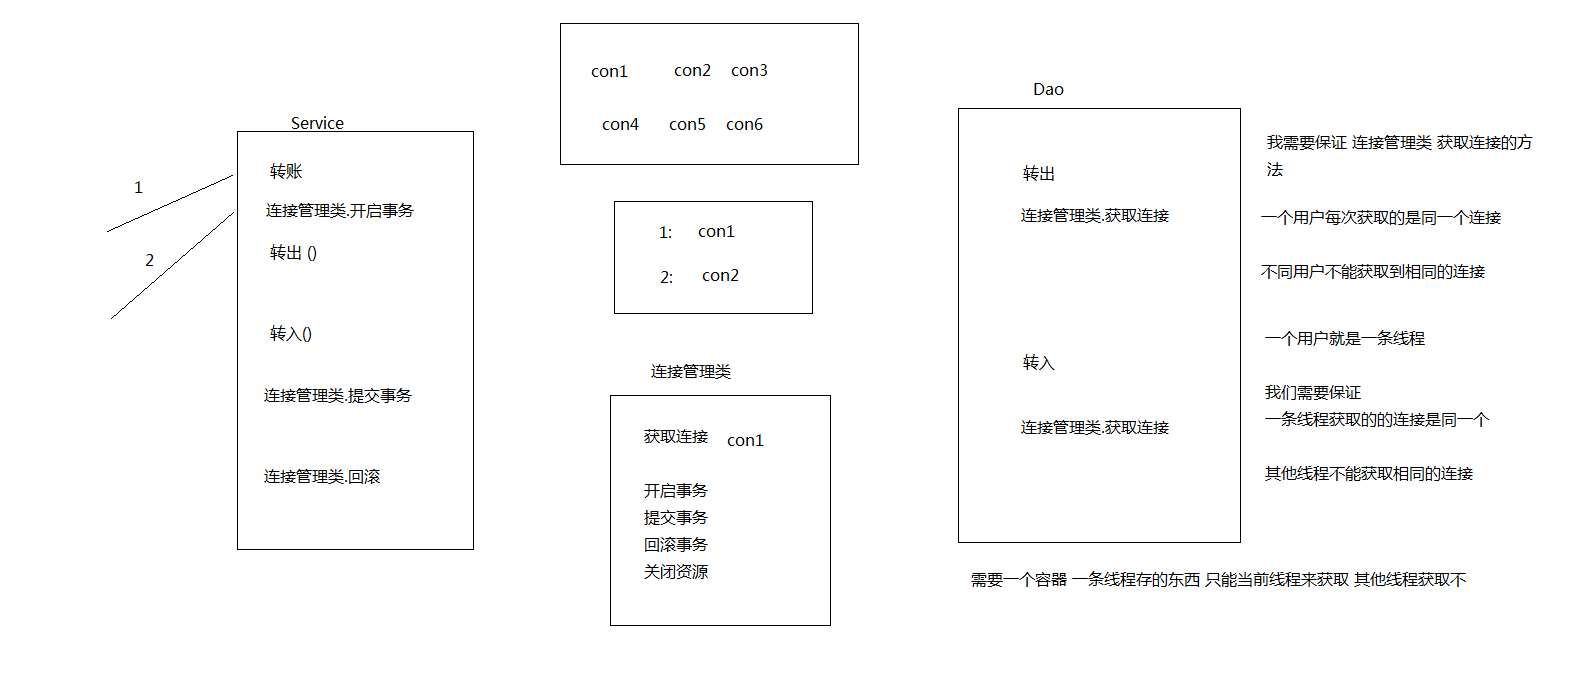 1
2
Service
转账
连接管理类.开启事务
转出 ()
转入()
连接管理类.提交事务
连接管理类.回滚
con1 con2 con3
con4 con5 con6
1: con1
2: con2
连接管理类
获取连接 con1
开启事务
提交事务
回滚事务
关闭资源
Dao
转出
连接管理类.获取连接
转入
连接管理类.获取连接
我需要保证 连接管理类 获取连接的方
法
一个用户每次获取的是同一个连接
不同用户不能获取到相同的连接
一个用户就是一条线程
我们需要保证
一条线程获取的的连接是同一个
其他线程不能获取相同的连接
需要一个容器 一条线程存的东西 只能当前线程来获取 其他线程获取不